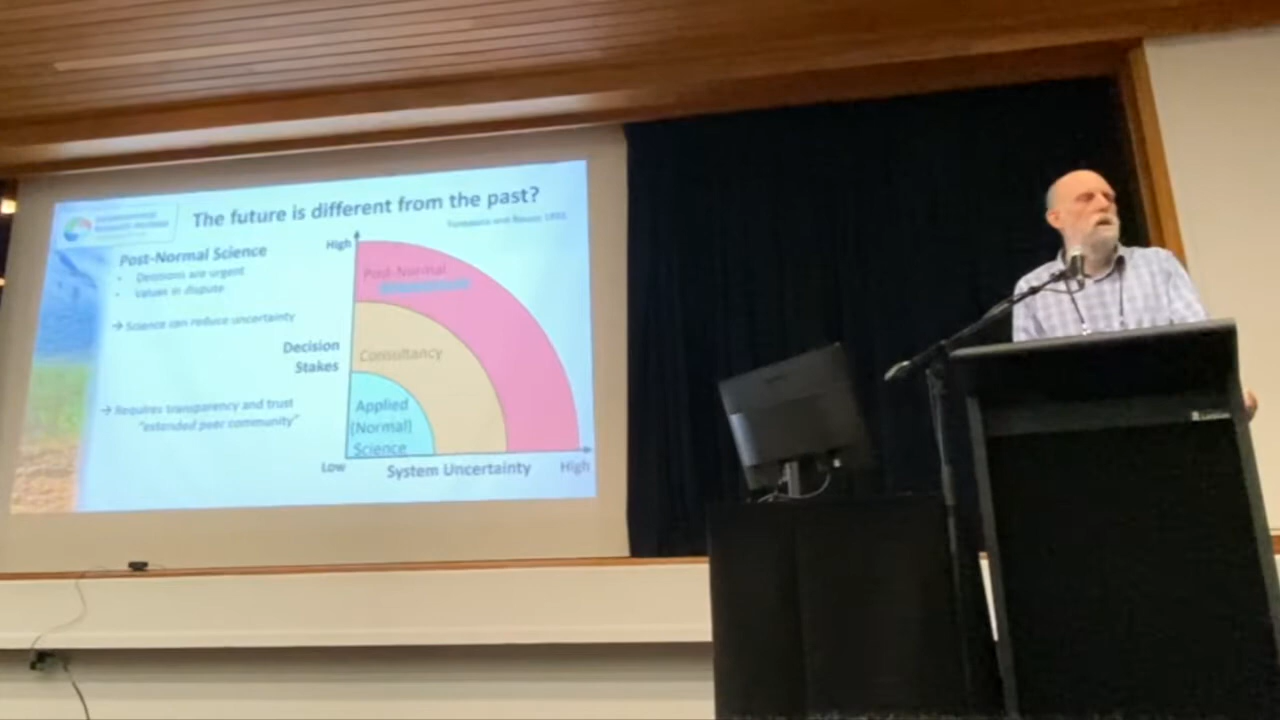 The future is different from the past?
Post-Normal Science
• Decisions are urgent
• Values in dispute
→ Science can reduce uncertainty
→ Requires transparency and trust
"extended peer community"
High
Post-Normal
Consultancy
Decision
Stakes
Applied
(Normal)
Science
Low
System Uncertainty
High